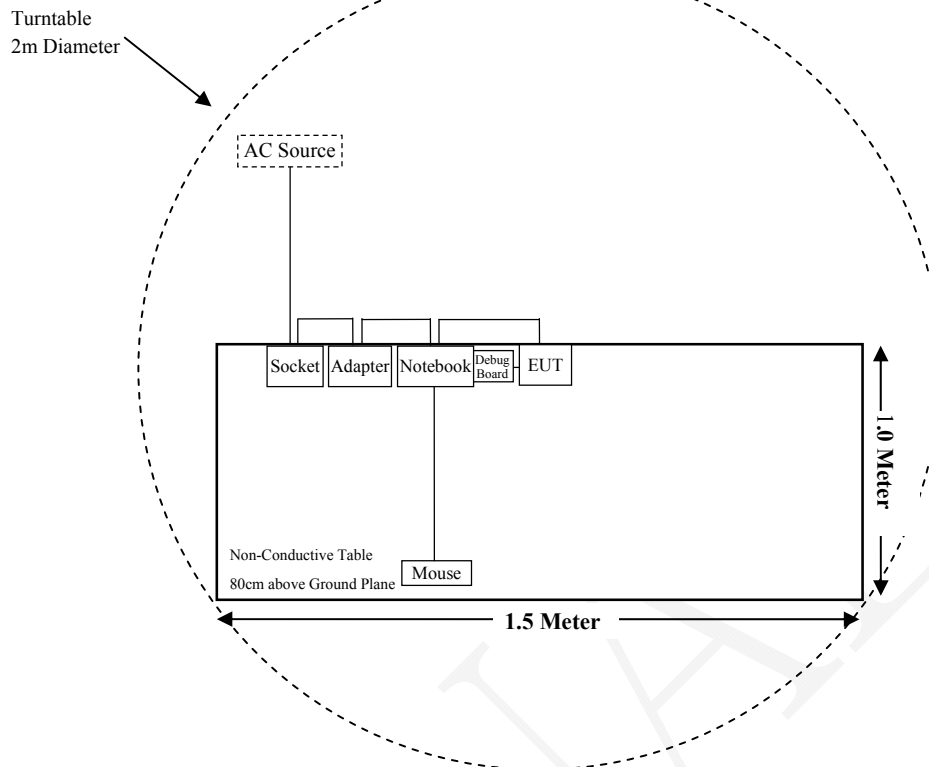 Turntable
2m Diameter
AC Source
Socket
Adapter
Notebook
Debug
Board
EUT
1.0 Meter
Non-Conductive Table
80cm above Ground Plane
Mouse
1.5 Meter